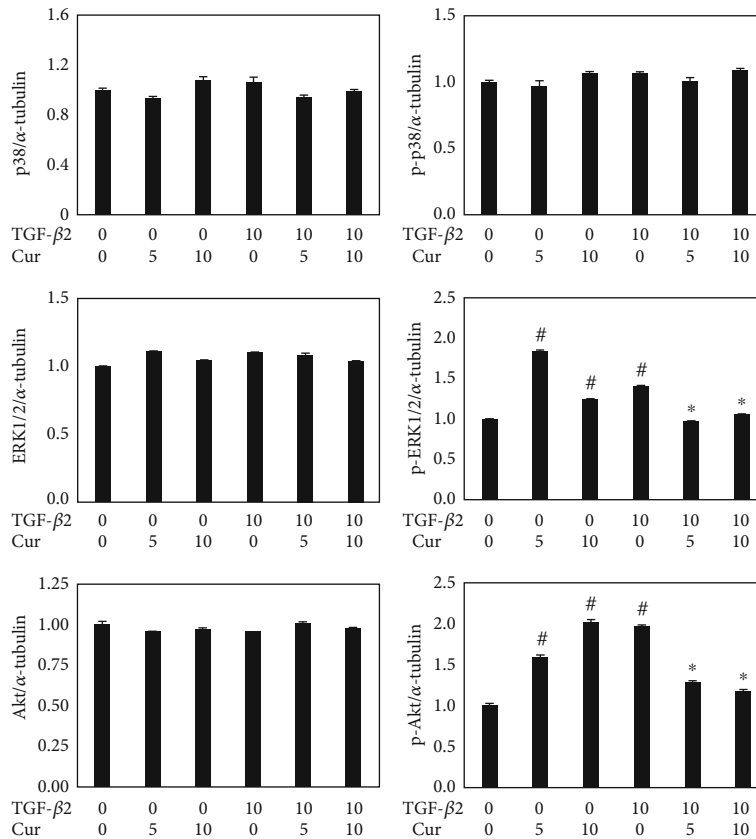 p38/α-tubulin
1.6
1.2
0.8
0.4
0
TGF-β2 0 0 0 10 10 10
Cur 0 5 10 0 5 10
p-p38/α-tubulin
1.5
1.0
0.5
0.0
TGF-β2 0 0 0 10 10 10
Cur 0 5 10 0 5 10
ERK1/2/α-tubulin
1.5
1.0
0.5
0.0
TGF-β2 0 0 0 10 10 10
Cur 0 5 10 0 5 10
p-ERK1/2/α-tubulin
2.5
2.0
1.5
1.0
0.5
0.0
# # # * *
TGF-β2 0 0 0 10 10 10
Cur 0 5 10 0 5 10
Akt/α-tubulin
1.25
1.00
0.75
0.50
0.25
0.00
TGF-β2 0 0 0 10 10 10
Cur 0 5 10 0 5 10
p-Akt/α-tubulin
2.5
2.0
1.5
1.0
0.5
0.0
# # # * *
TGF-β2 0 0 0 10 10 10
Cur 0 5 10 0 5 10